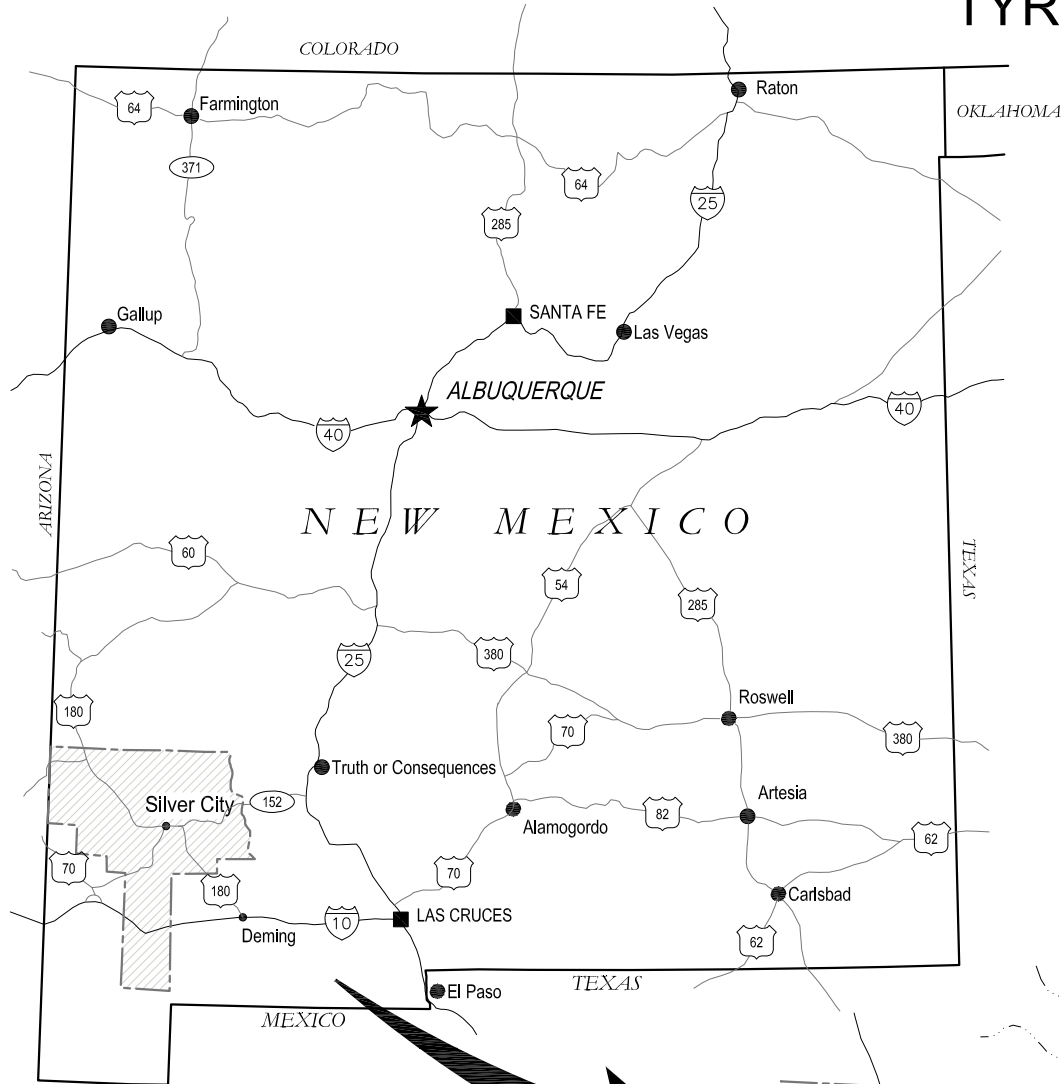 TYR
COLORADO
Raton
64
Farmington
OKLAHOMA
371
64
25
285
Gallup
SANTA FE
Las Vegas
ALBUQUERQUE
40
40
ARIZONA
NEW MEXICO
TEXAS
60
54
285
380
25
Roswell
180
70
380
Truth or Consequences
Silver City
152
Artesia
82
Alamogordo
62
70
70
180
Carlsbad
LAS CRUCES
10
Deming
62
TEXAS
El Paso
MEXICO